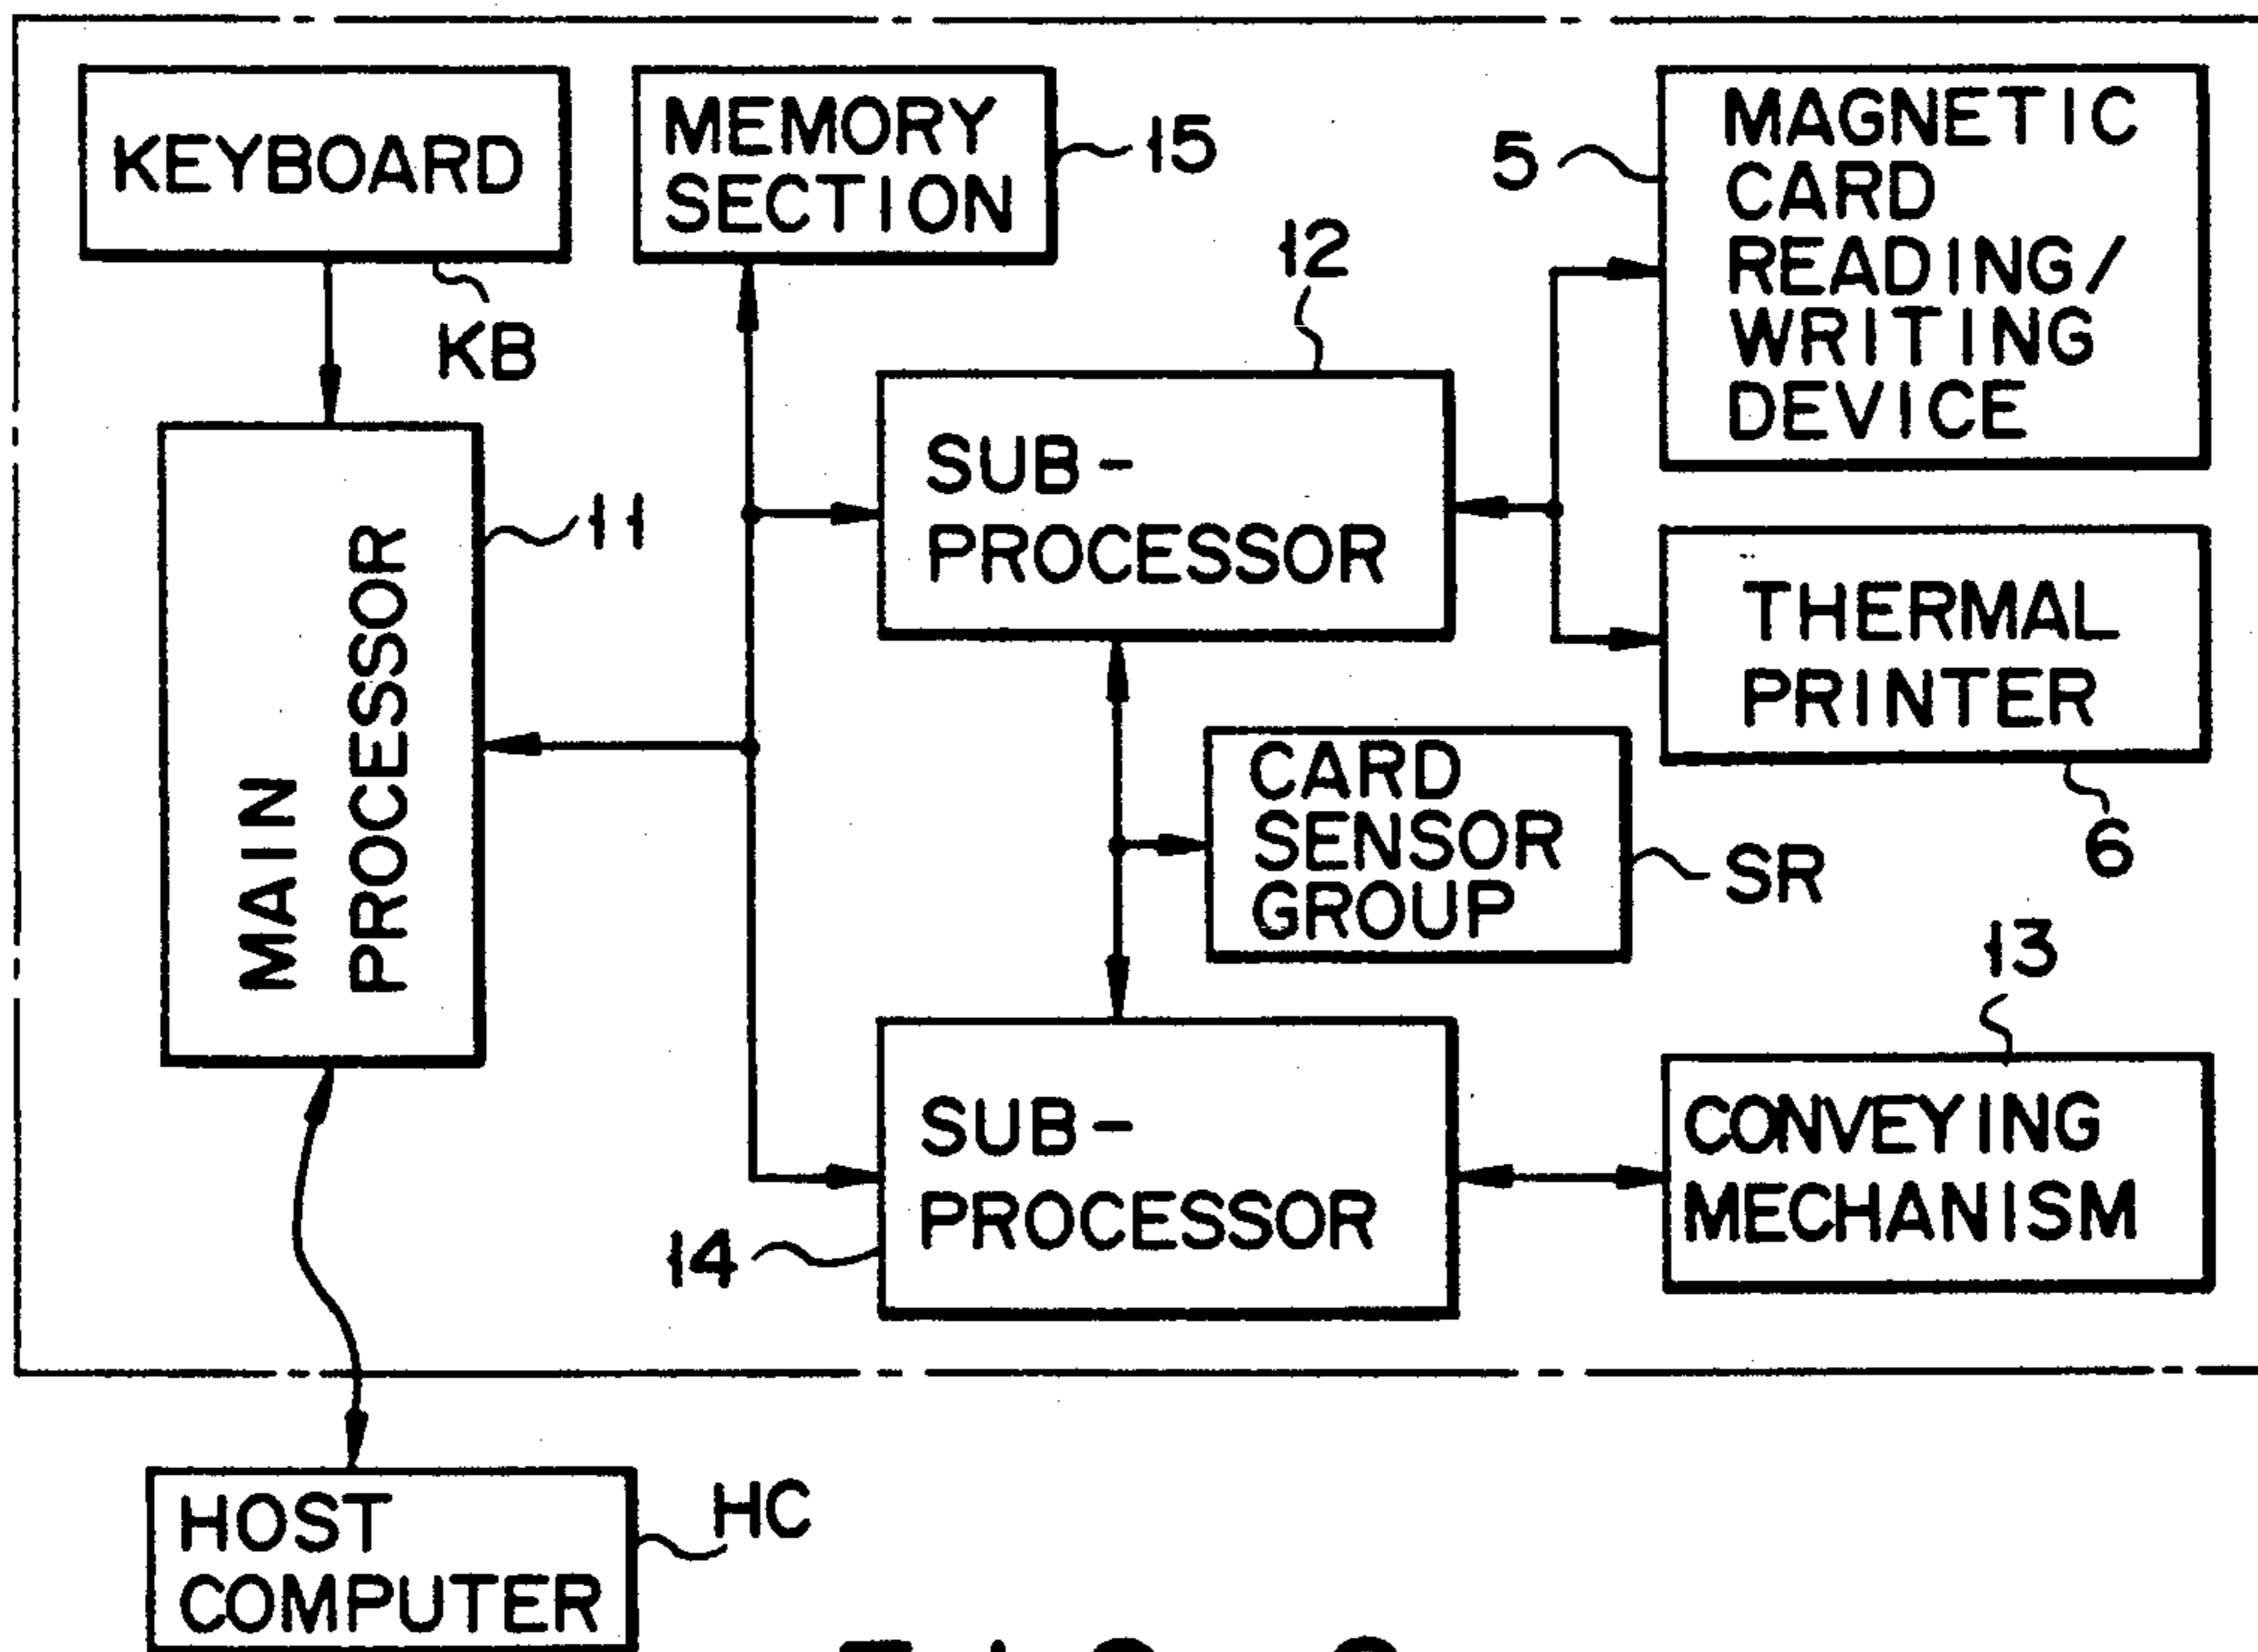 KEYBOARD
KB
MEMORY
SECTION
15
12
5
MAGNETIC
CARD
READING/
WRITING
DEVICE
MAIN
PROCESSOR
11
SUB-
PROCESSOR
THERMAL
PRINTER
6
CARD
SENSOR
GROUP
SR
13
SUB-
PROCESSOR
14
CONVEYING
MECHANISM
HOST
COMPUTER
HC